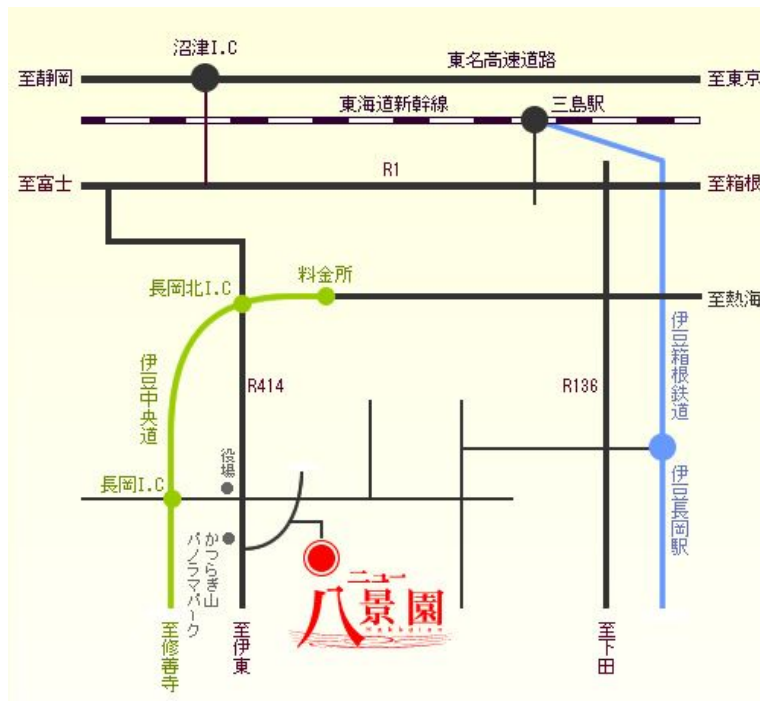 沼津I.C
東名高速道路
至静岡
至東京
東海道新幹線
三島駅
R1
至富士
至箱根
料金所
長岡北I.C
至熱海
伊豆箱根鉄道
伊豆中央道
R414
R136
役場
長岡I.C
伊豆長岡駅
かつらぎ山
パノラマパーク
ニュー
八景園
Hakkeien
至修善寺
至伊東
至下田